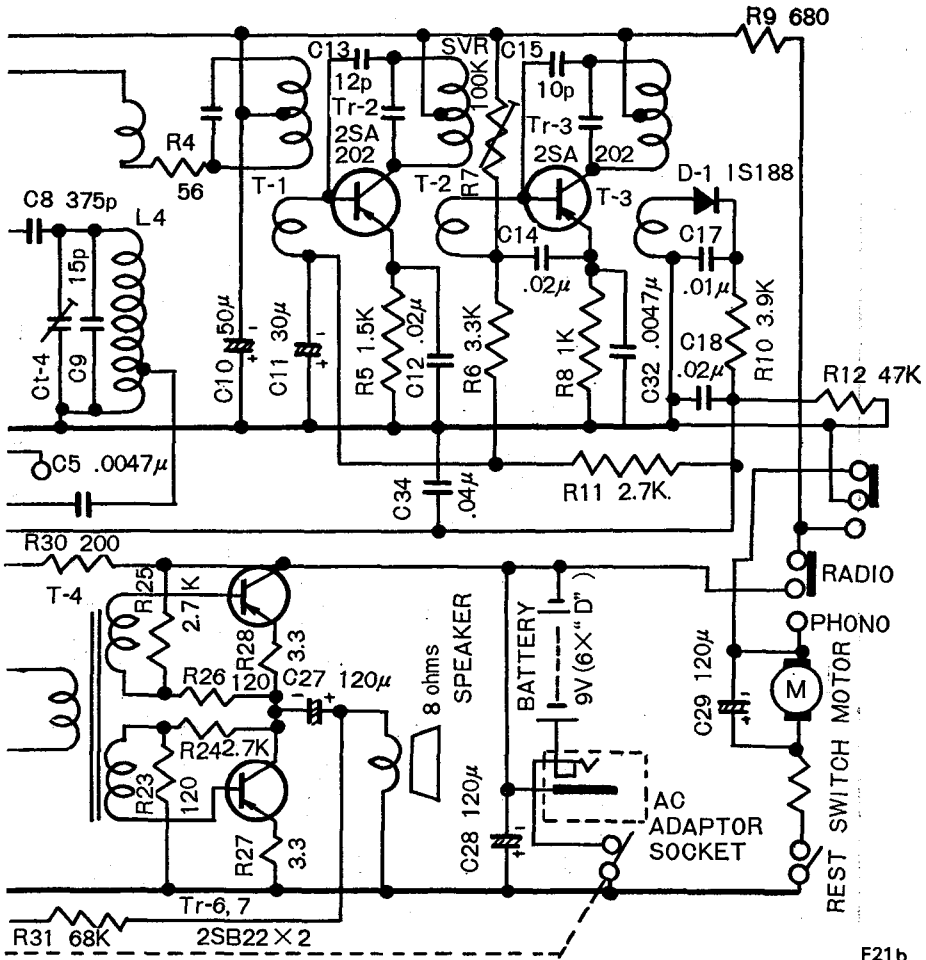 R9 680
C13
12p
SVR
100K
R7
C15
10p
Tr-2
2SA
202
Tr-3
2SA 202
R4
56
T-1
T-2
T-3
D-1 IS188
C8 375p
L4
15p
Ct-4
C9
C10 50μ
- +
C11 30μ
- +
R5 1.5K
C12 .02μ
R6 3.3K
C14
.02μ
R8 1K
C32 .0047μ
C17
.01μ
C18
.02μ
R10 3.9K
R12 47K
C5 .0047μ
C34
.04μ
R11 2.7K.
R30 200
T-4
R25
2.7 K
R28
3.3
R26
120
C27
120μ
- +
R24 2.7K
R23
120
R27
3.3
8 ohms
SPEAKER
BATTERY
9V (6×"D")
C28 120μ
- +
AC
ADAPTOR
SOCKET
RADIO
PHONO
M
MOTOR
C29 120μ
- +
REST SWITCH
Tr-6, 7
2SB22×2
R31 68K
F21b